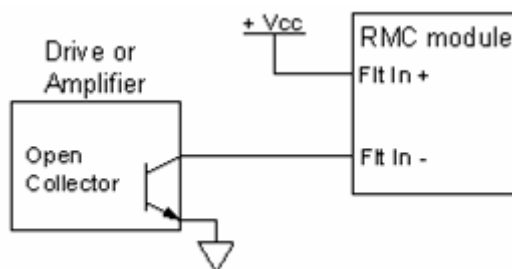 Drive or
Amplifier
Open
Collector
+ Vcc
RMC module
Flt In +
Flt In -